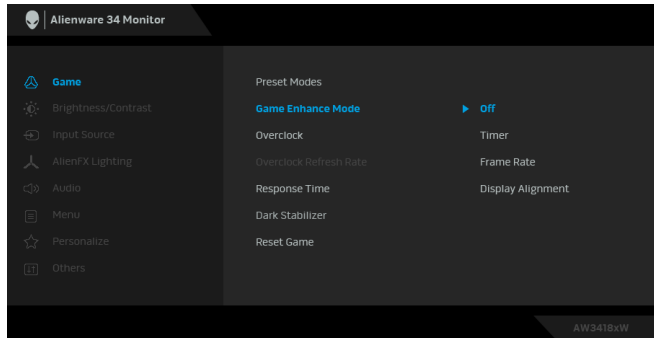 Alienware 34 Monitor
Game
Brightness/Contrast
Input Source
AlienFX Lighting
Audio
Menu
Personalize
Others
Preset Modes
Game Enhance Mode
Overclock
Overclock Refresh Rate
Response Time
Dark Stabilizer
Reset Game
Off
Timer
Frame Rate
Display Alignment
AW3418xW